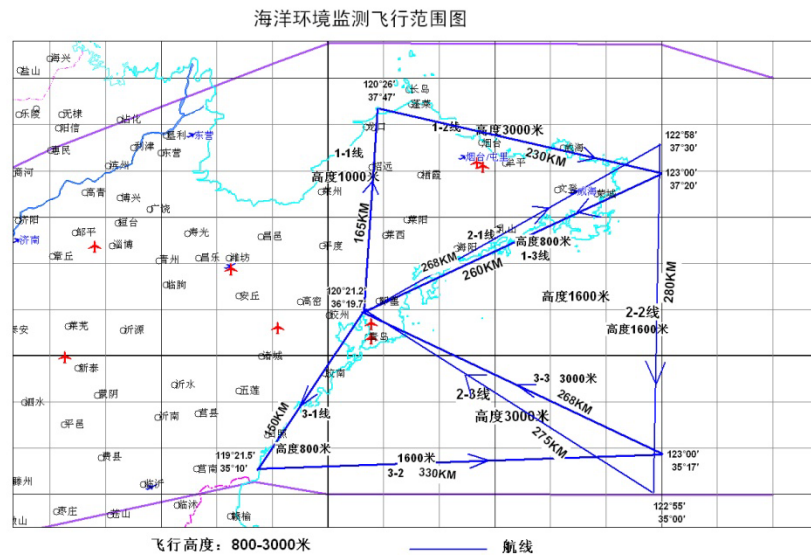 海洋环境监测飞行范围图
海兴
盐山
120°26'
37°47'
长岛
蓬莱
乐陵
无棣
沾化
阳信
惠民
利津
垦利
东营
东营
滨州
商河
龙口
1-2线
高度3000米
烟台
烟台/屯里
牟平
威海
230KM
122°58'
37°30'
123°00'
37°20'
1-1线
招远
高度1000米
莱州
栖霞
文登
威海
荣成
高青
博兴
广饶
济阳
邹平
桓台
济南
章丘
淄博
寿光
昌邑
青州
昌乐
潍坊
临朐
安丘
平度
165KM
莱西
莱阳
海阳
乳山
2-1线
高度800米
1-3线
268KM
260KM
280KM
高密
胶州
120°21.2
36°19.7
即墨
青岛
高度1600米
2-2线
高度1600米
莱芜
沂源
新泰
诸城
胶南
蒙阴
沂水
五莲
泗水
平邑
沂南
莒县
费县
3-3 3000米
268KM
2-3线
高度3000米
275KM
150KM
3-1线
高度800米
119°21.5'
35°10'
1600米
3-2 330KM
123°00'
35°17'
122°55'
35°00'
滕州
莒南
临沂
枣庄
苍山
临沭
赣榆
飞行高度：800-3000米
航线